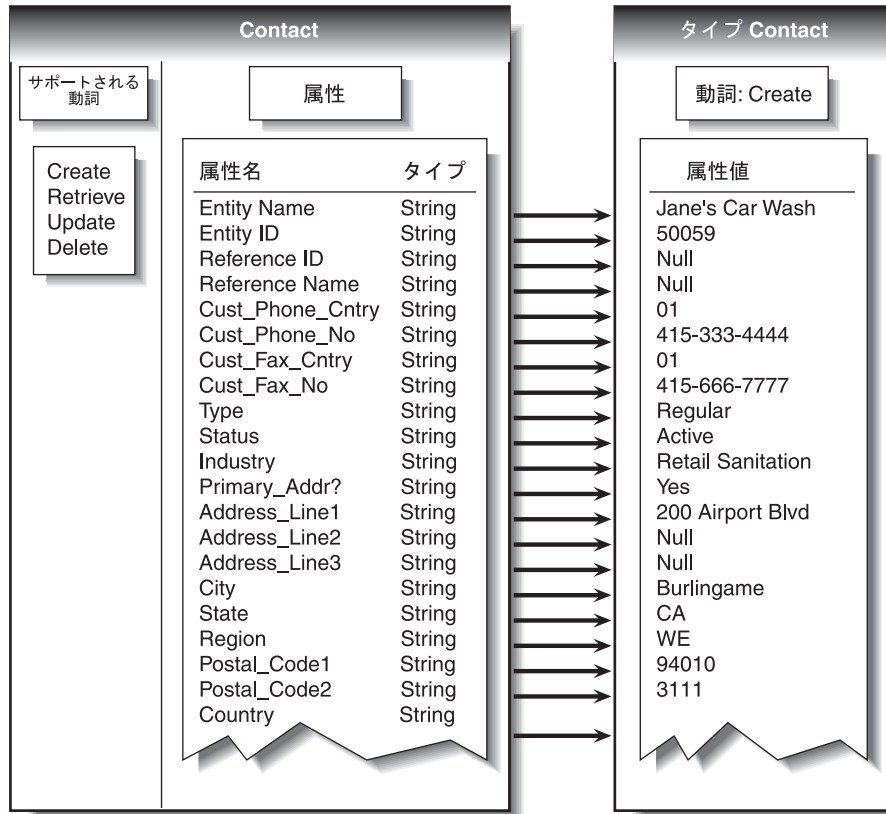 Contact
サポートされる
動詞
Create
Retrieve
Update
Delete
属性
属性名 タイプ
Entity Name String
Entity ID String
Reference ID String
Reference Name String
Cust_Phone_Cntry String
Cust_Phone_No String
Cust_Fax_Cntry String
Cust_Fax_No String
Type String
Status String
Industry String
Primary_Addr? String
Address_Line1 String
Address_Line2 String
Address_Line3 String
City String
State String
Region String
Postal_Code1 String
Postal_Code2 String
Country String
タイプ Contact
動詞: Create
属性値
Jane's Car Wash
50059
Null
Null
01
415-333-4444
01
415-666-7777
Regular
Active
Retail Sanitation
Yes
200 Airport Blvd
Null
Null
Burlingame
CA
WE
94010
3111